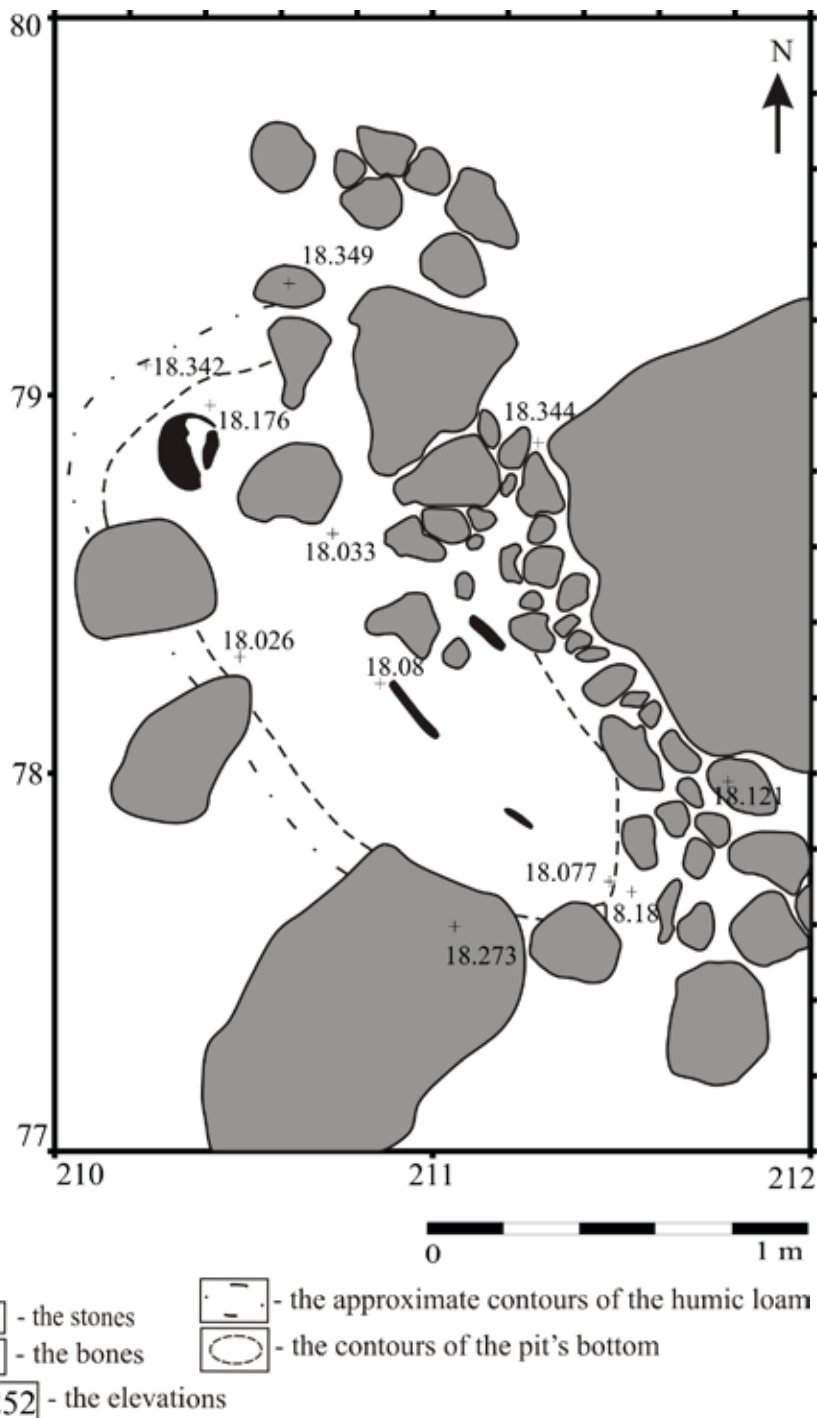 80
N
18.349
18.342
79
18.176
18.344
18.033
18.026
18.08
78
18.121
18.077
18.18
18.273
77
210
211
212
0
1 m
- the stones
- the approximate contours of the humic loam
- the bones
- the contours of the pit's bottom
52 - the elevations